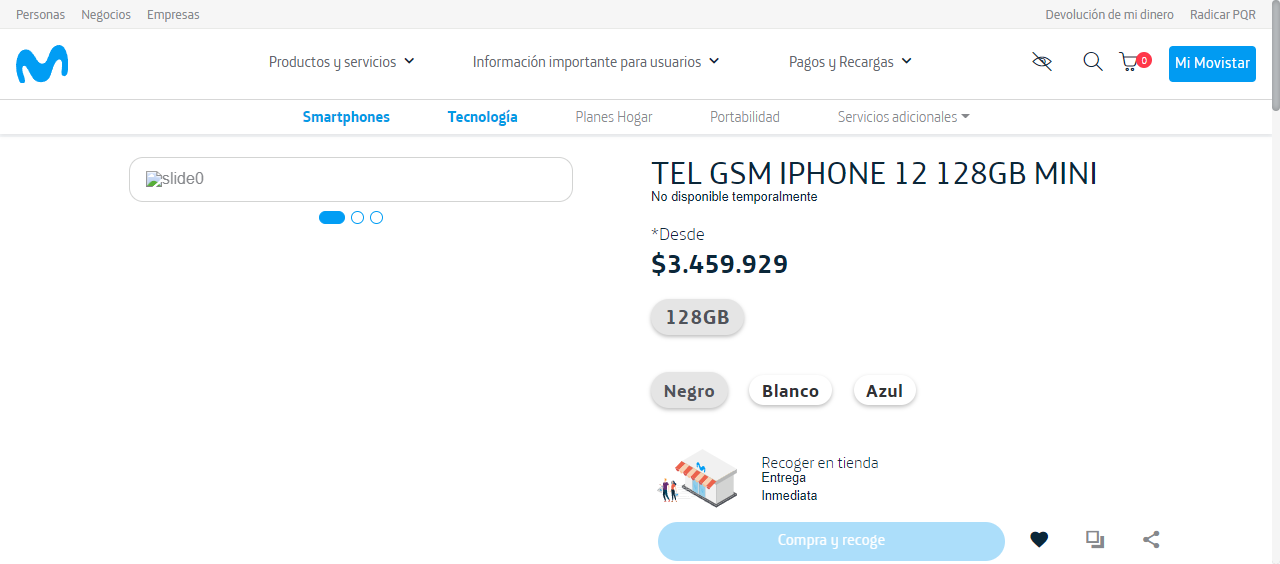 Personas Negocios Empresas Devolución de mi dinero Radicar PQR
Productos y servicios Información importante para usuarios Pagos y Recargas 0 Mi Movistar
Smartphones Tecnología Planes Hogar Portabilidad Servicios adicionales
slide0
TEL GSM IPHONE 12 128GB MINI
No disponible temporalmente
*Desde
$3.459.929
128GB
Negro Blanco Azul
Recoger en tienda
Entrega
Inmediata
Compra y recoge